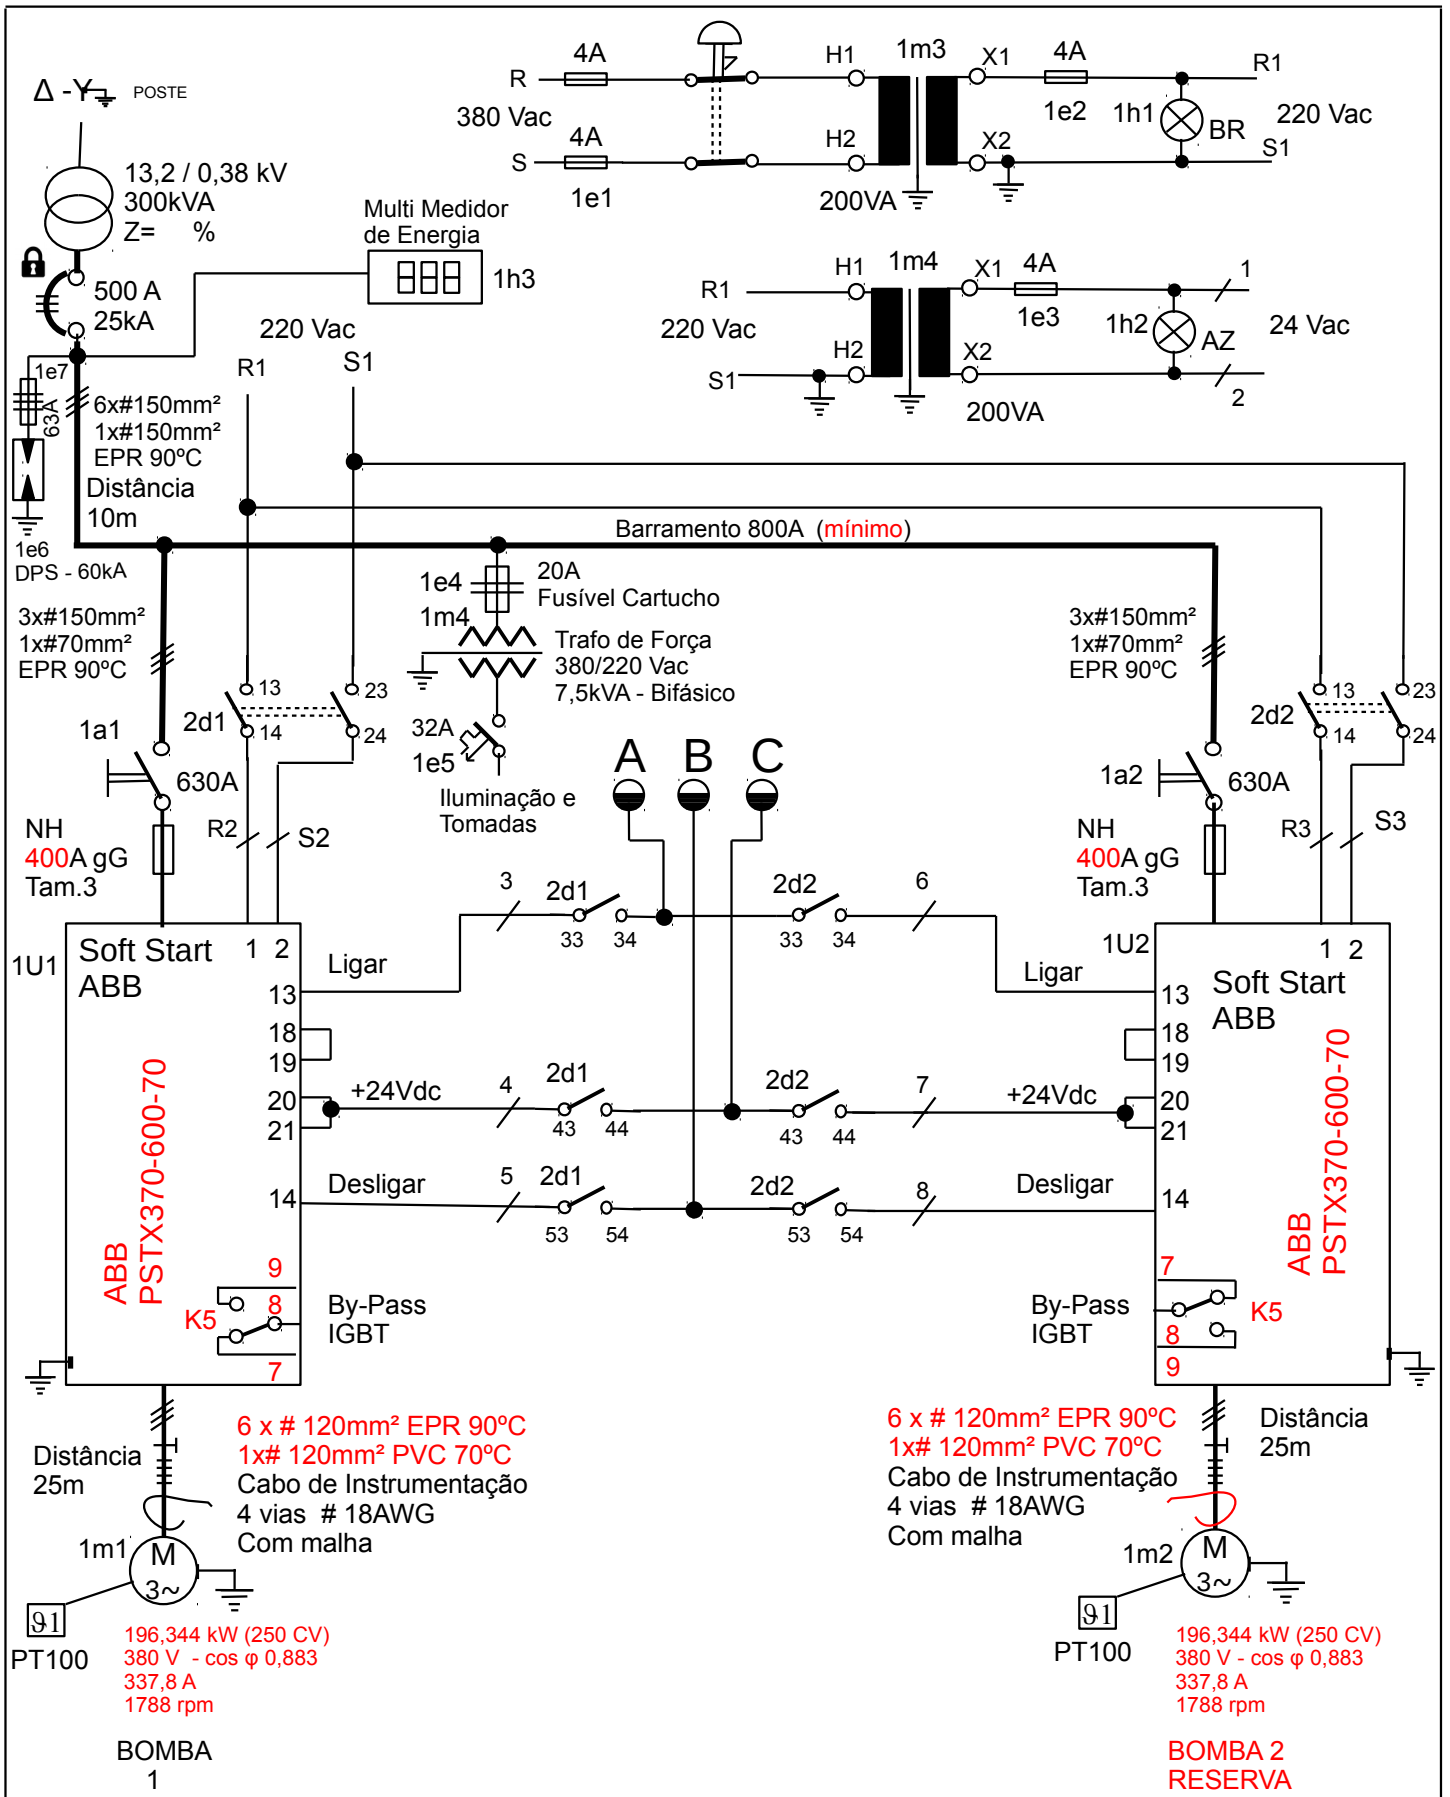 Δ -Y
POSTE
13,2 / 0,38 kV
300kVA
Z= %
500 A
25kA
Multi Medidor
de Energia
1h3
R
380 Vac
S
4A
4A
1e1
H1
1m3
X1
H2
X2
200VA
4A
1e2
1h1
BR
R1
220 Vac
S1
R1
220 Vac
S1
H1
1m4
X1
H2
X2
200VA
4A
1e3
1h2
AZ
1
24 Vac
2
220 Vac
R1
S1
1e7
63A
6x#150mm²
1x#150mm²
EPR 90ºC
Distância
10m
1e6
DPS - 60kA
Barramento 800A (mínimo)
3x#150mm²
1x#70mm²
EPR 90ºC
1e4
20A
Fusível Cartucho
1m4
Trafo de Força
380/220 Vac
7,5kVA - Bifásico
32A
1e5
Iluminação e
Tomadas
3x#150mm²
1x#70mm²
EPR 90ºC
1a1
630A
2d1
13
14
23
24
A
B
C
1a2
630A
2d2
13
14
23
24
NH
400A gG
Tam.3
R2
S2
NH
400A gG
Tam.3
R3
S3
1U1
Soft Start
ABB
1 2
13
18
19
20
21
14
ABB
PSTX370-600-70
9
8
7
K5
Ligar
+24Vdc
Desligar
By-Pass
IGBT
3
2d1
33
34
2d2
33
34
6
4
2d1
43
44
2d2
43
44
7
5
2d1
53
54
2d2
53
54
8
Ligar
+24Vdc
Desligar
By-Pass
IGBT
1U2
1 2
Soft Start
ABB
13
18
19
20
21
14
ABB
PSTX370-600-70
7
8
9
K5
Distância
25m
6 x # 120mm² EPR 90ºC
1x# 120mm² PVC 70ºC
Cabo de Instrumentação
4 vias # 18AWG
Com malha
1m1
M
3~
ϑ1
PT100
196,344 kW (250 CV)
380 V - cos φ 0,883
337,8 A
1788 rpm
BOMBA
1
6 x # 120mm² EPR 90ºC
1x# 120mm² PVC 70ºC
Cabo de Instrumentação
4 vias # 18AWG
Com malha
Distância
25m
1m2
M
3~
ϑ1
PT100
196,344 kW (250 CV)
380 V - cos φ 0,883
337,8 A
1788 rpm
BOMBA 2
RESERVA